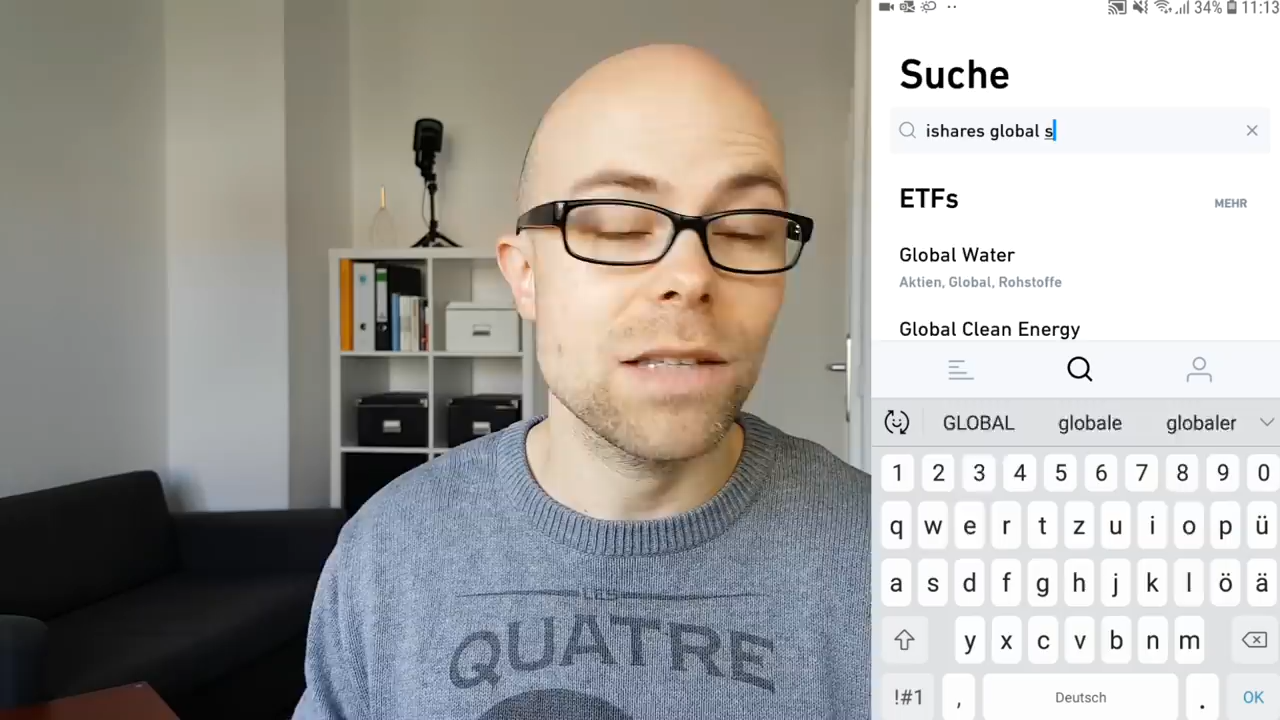 34% 11:13
Suche
ishares global s
ETFs
MEHR
Global Water
Aktien, Global, Rohstoffe
Global Clean Energy
GLOBAL globale globaler
1 2 3 4 5 6 7 8 9 0
q w e r t z u i o p ü
a s d f g h j k l ö ä
y x c v b n m
!#1 , Deutsch . OK
LES
QUATRE